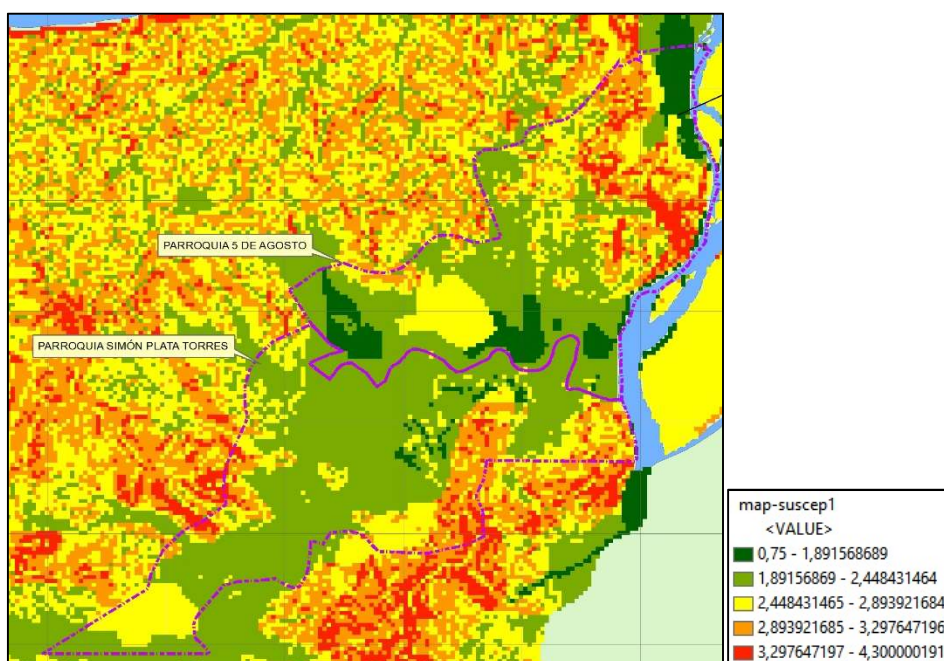 PARROQUIA 5 DE AGOSTO
PARROQUIA SIMÓN PLATA TORRES
map-suscep1
<VALUE>
0,75 - 1,891568689
1,89156869 - 2,448431464
2,448431465 - 2,893921684
2,893921685 - 3,297647196
3,297647197 - 4,300000191